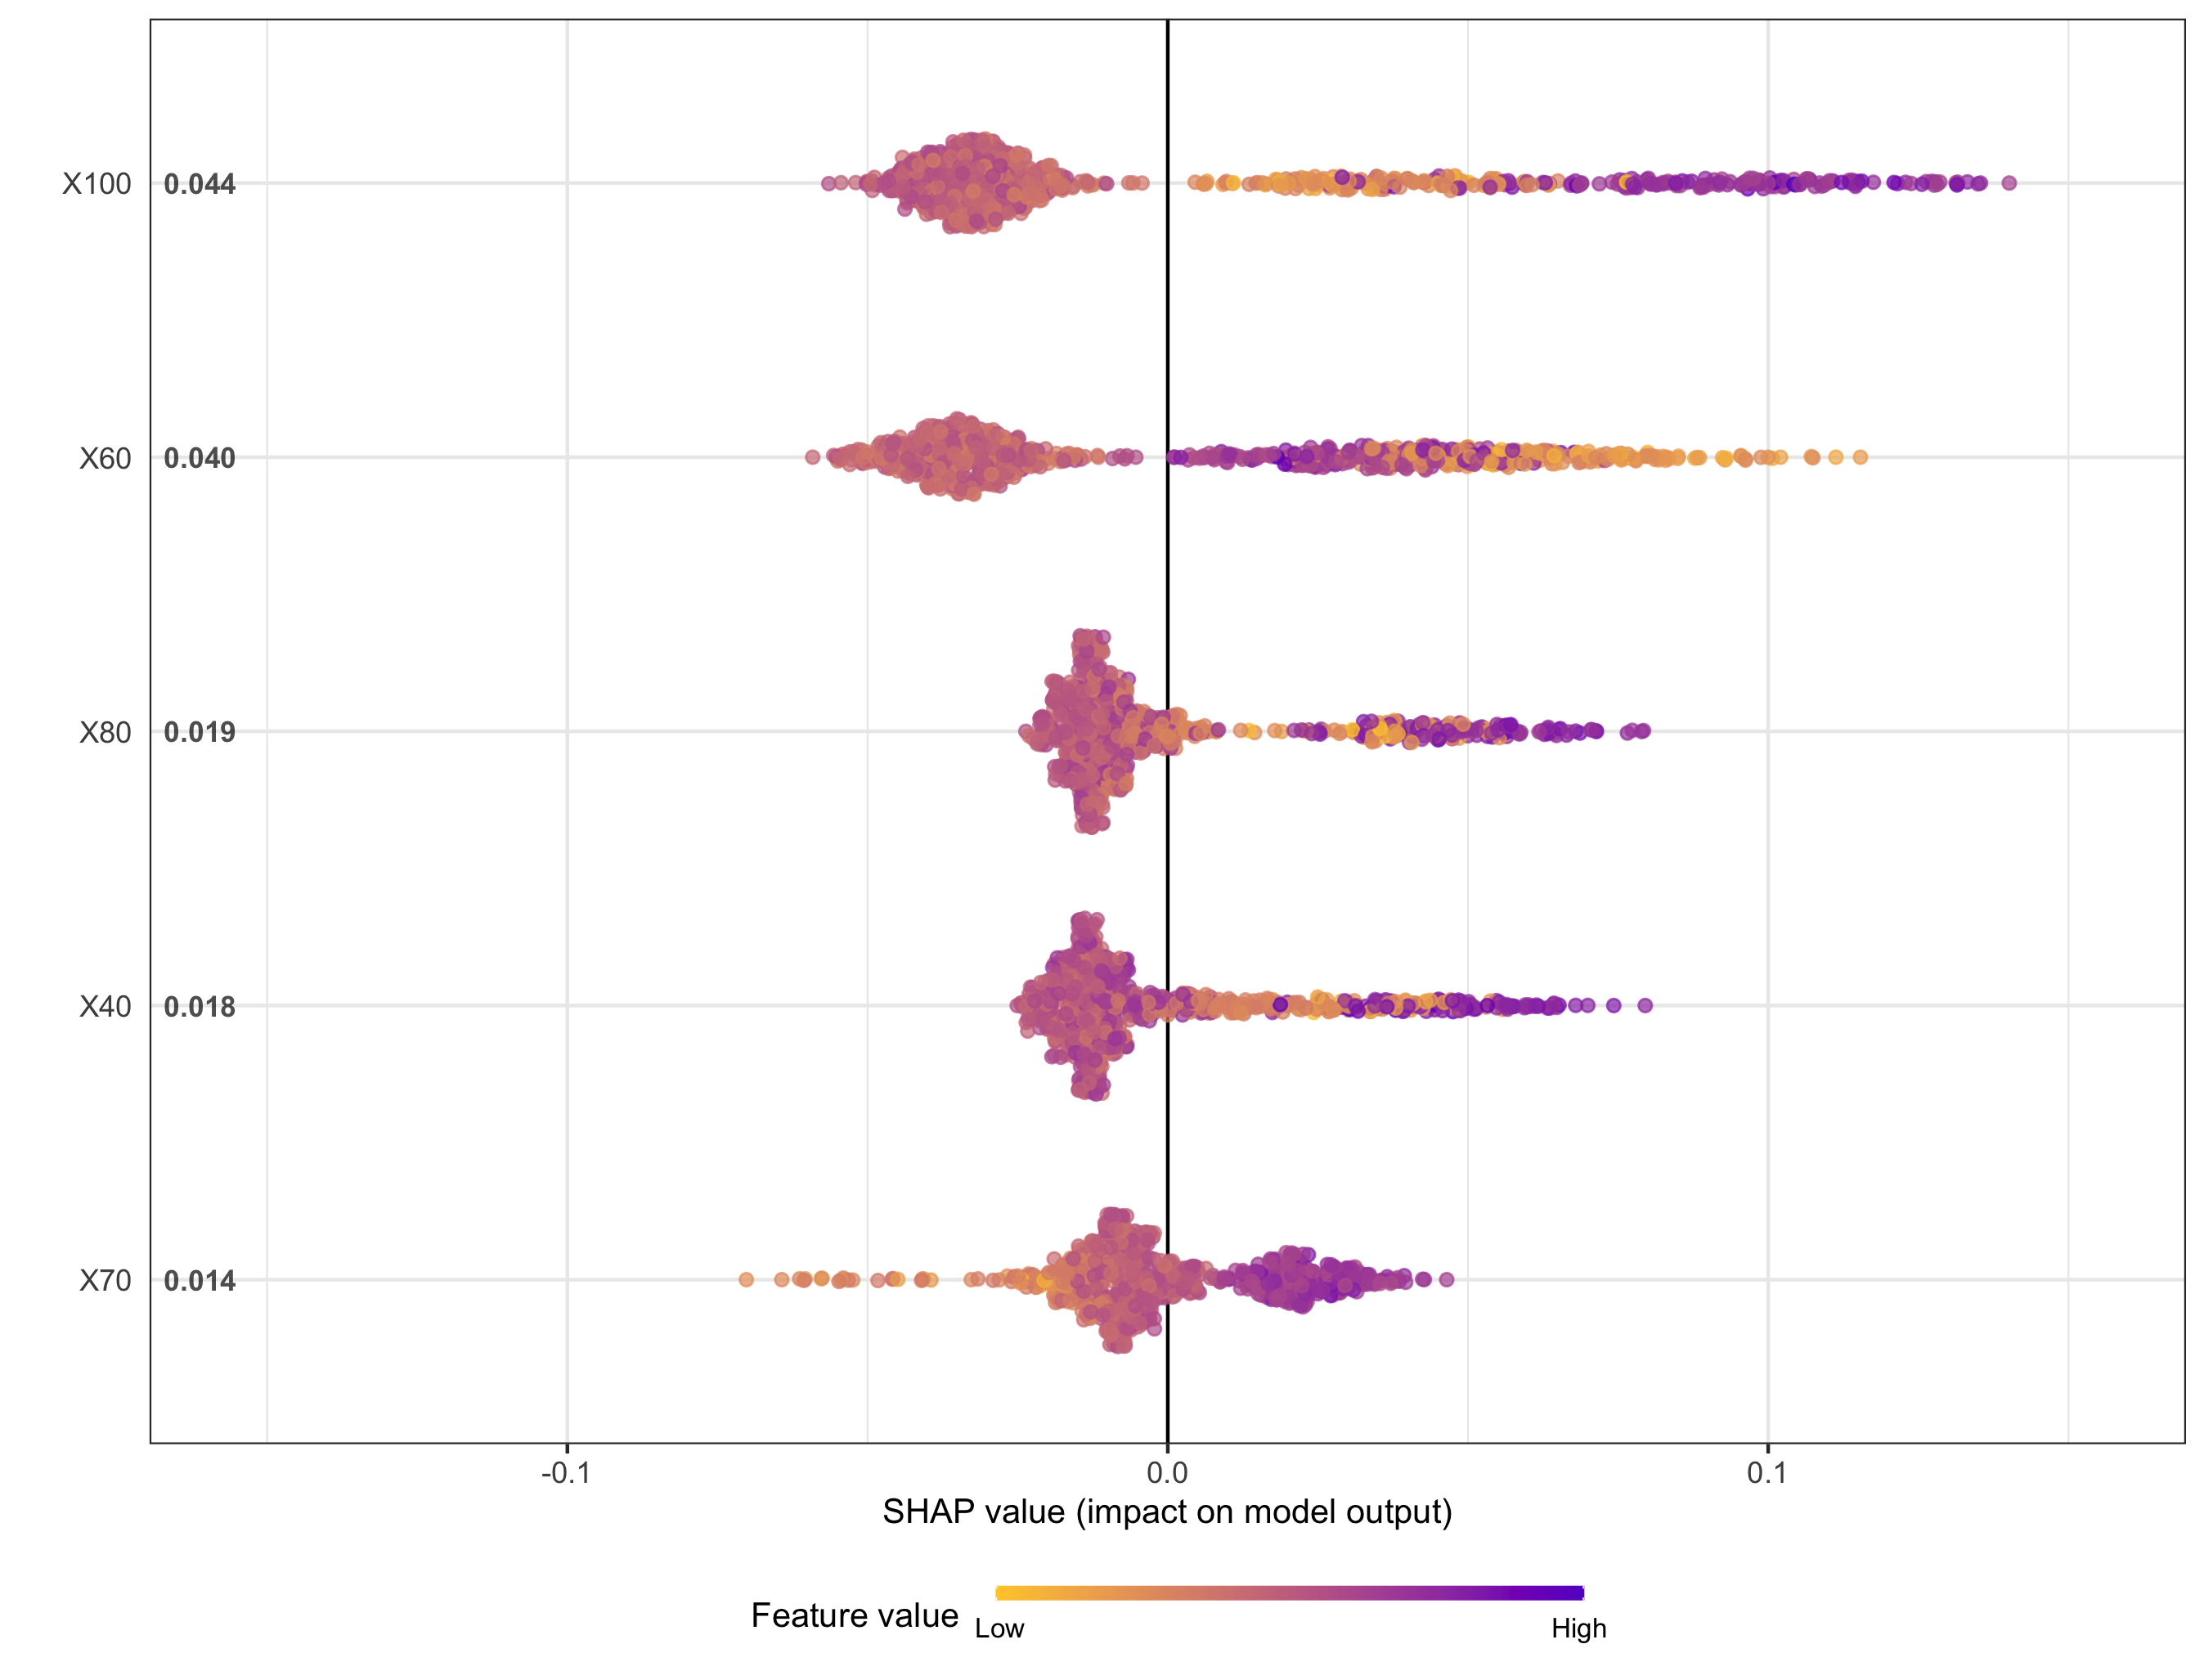 X100 0.044
X60 0.040
X80 0.019
X40 0.018
X70 0.014
-0.1 0.0 0.1
SHAP value (impact on model output)
Feature value
Low High